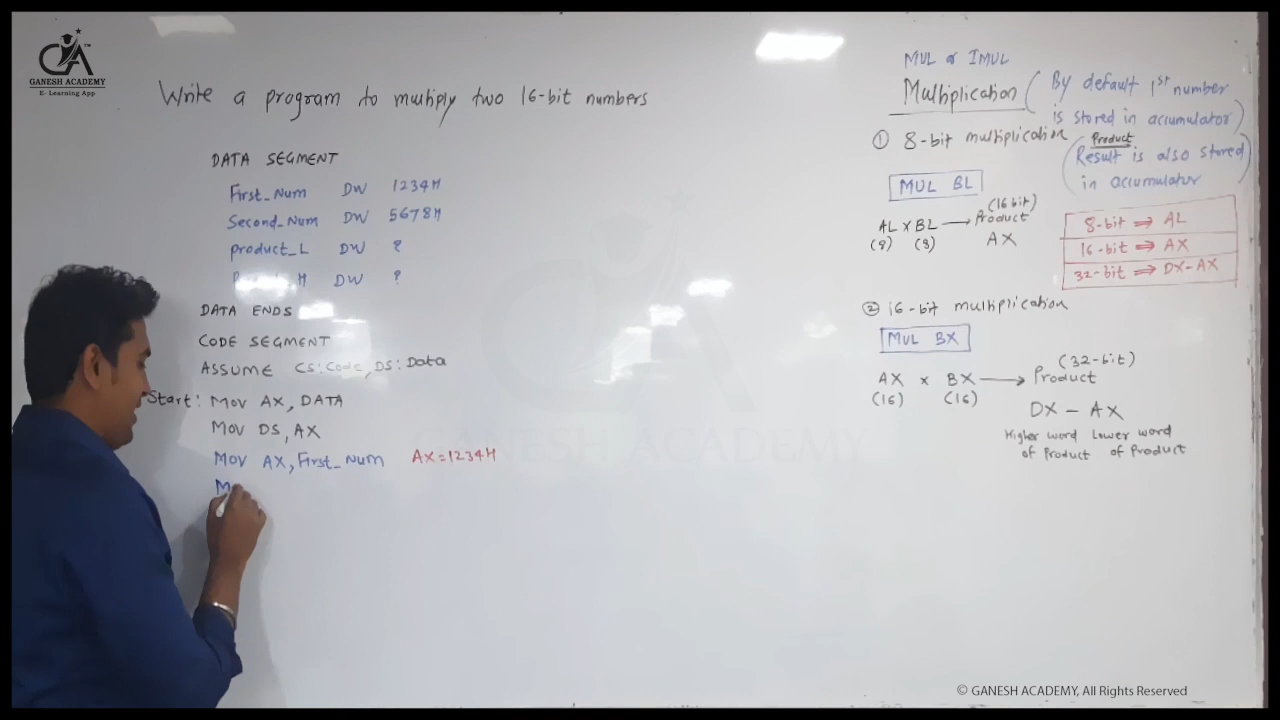 GANESH ACADEMY
E- Learning App
Write a program to multiply two 16-bit numbers
DATA SEGMENT
First_Num DW 1234H
Second_Num DW 5678H
product_L DW ?
DW ?
DATA ENDS
CODE SEGMENT
ASSUME CS:Code, DS:Data
Start: Mov AX, DATA
Mov DS, AX
Mov AX, First_Num AX=1234H
M
MUL or IMUL
Multiplication (By default 1st number
is stored in accumulator)
① 8-bit multiplication
Product
(Result is also stored
in accumulator)
MUL BL
(16 bit)
AL x BL → Product
(8) (8) AX
8-bit ⇒ AL
16-bit ⇒ AX
32-bit ⇒ DX-AX
② 16-bit multiplication
MUL BX
(32-bit)
AX x BX → Product
(16) (16)
DX - AX
Higher word Lower word
of Product of Product
GANESH ACADEMY
© GANESH ACADEMY, All Rights Reserved